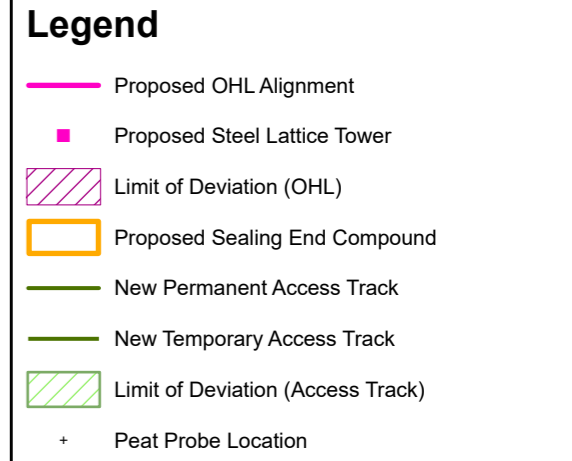 Legend
Proposed OHL Alignment
Proposed Steel Lattice Tower
Limit of Deviation (OHL)
Proposed Sealing End Compound
New Permanent Access Track
New Temporary Access Track
Limit of Deviation (Access Track)
Peat Probe Location